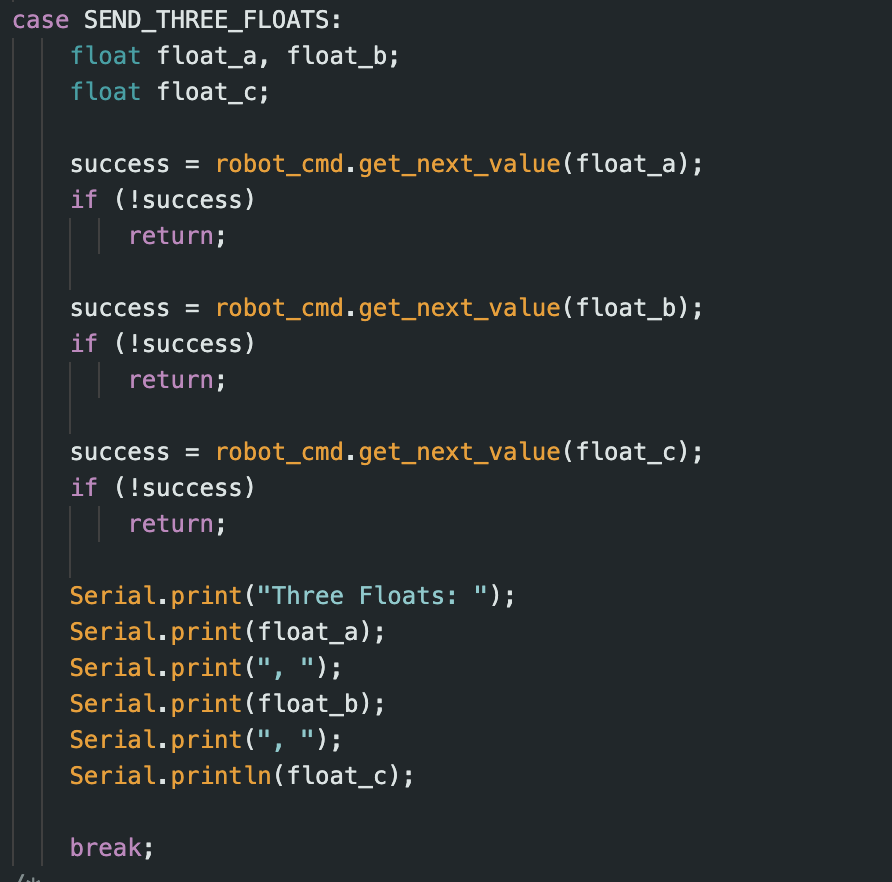 case SEND_THREE_FLOATS:
float float_a, float_b;
float float_c;
success = robot_cmd.get_next_value(float_a);
if (!success)
return;
success = robot_cmd.get_next_value(float_b);
if (!success)
return;
success = robot_cmd.get_next_value(float_c);
if (!success)
return;
Serial.print("Three Floats: ");
Serial.print(float_a);
Serial.print(", ");
Serial.print(float_b);
Serial.print(", ");
Serial.println(float_c);
break;
/*